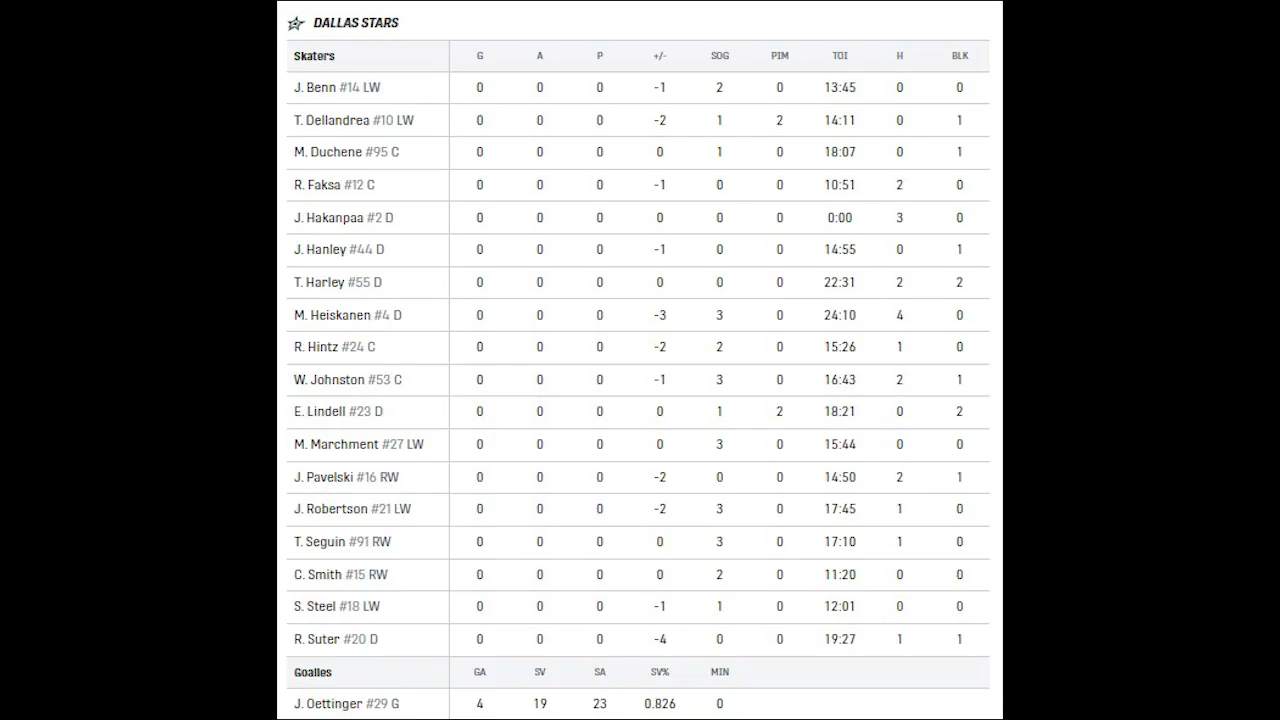 DALLAS STARS
Skaters G A P +/- SOG PIM TOI H BLK
J. Benn #14 LW 0 0 0 -1 2 0 13:45 0 0
T. Dellandrea #10 LW 0 0 0 -2 1 2 14:11 0 1
M. Duchene #95 C 0 0 0 0 1 0 18:07 0 1
R. Faksa #12 C 0 0 0 -1 0 0 10:51 2 0
J. Hakanpaa #2 D 0 0 0 0 0 0 0:00 3 0
J. Hanley #44 D 0 0 0 -1 0 0 14:55 0 1
T. Harley #55 D 0 0 0 0 0 0 22:31 2 2
M. Heiskanen #4 D 0 0 0 -3 3 0 24:10 4 0
R. Hintz #24 C 0 0 0 -2 2 0 15:26 1 0
W. Johnston #53 C 0 0 0 -1 3 0 16:43 2 1
E. Lindell #23 D 0 0 0 0 1 2 18:21 0 2
M. Marchment #27 LW 0 0 0 0 3 0 15:44 0 0
J. Pavelski #16 RW 0 0 0 -2 0 0 14:50 2 1
J. Robertson #21 LW 0 0 0 -2 3 0 17:45 1 0
T. Seguin #91 RW 0 0 0 0 3 0 17:10 1 0
C. Smith #15 RW 0 0 0 0 2 0 11:20 0 0
S. Steel #18 LW 0 0 0 -1 1 0 12:01 0 0
R. Suter #20 D 0 0 0 -4 0 0 19:27 1 1
Goalies GA SV SA SV% MIN
J. Oettinger #29 G 4 19 23 0.826 0